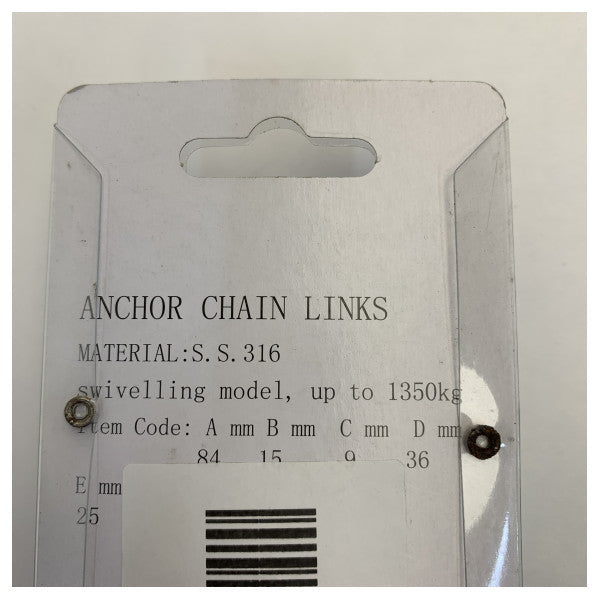 ANCHOR CHAIN LINKS
MATERIAL:S.S.316
swivelling model, up to 1350kg
Item Code: A mm B mm C mm D mm
84 15 9 36
E mm
25